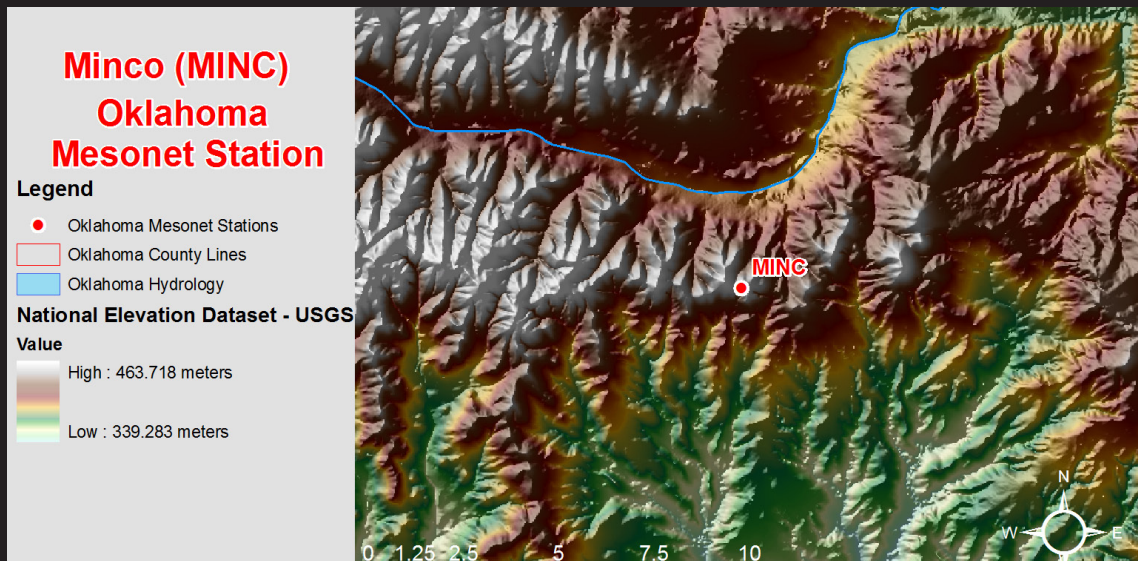 Minco (MINC)
Oklahoma
Mesonet Station
Legend
Oklahoma Mesonet Stations
Oklahoma County Lines
Oklahoma Hydrology
National Elevation Dataset - USGS
Value
High : 463.718 meters
Low : 339.283 meters
MINC
N
W E
0 1.25 2.5 5 7.5 10